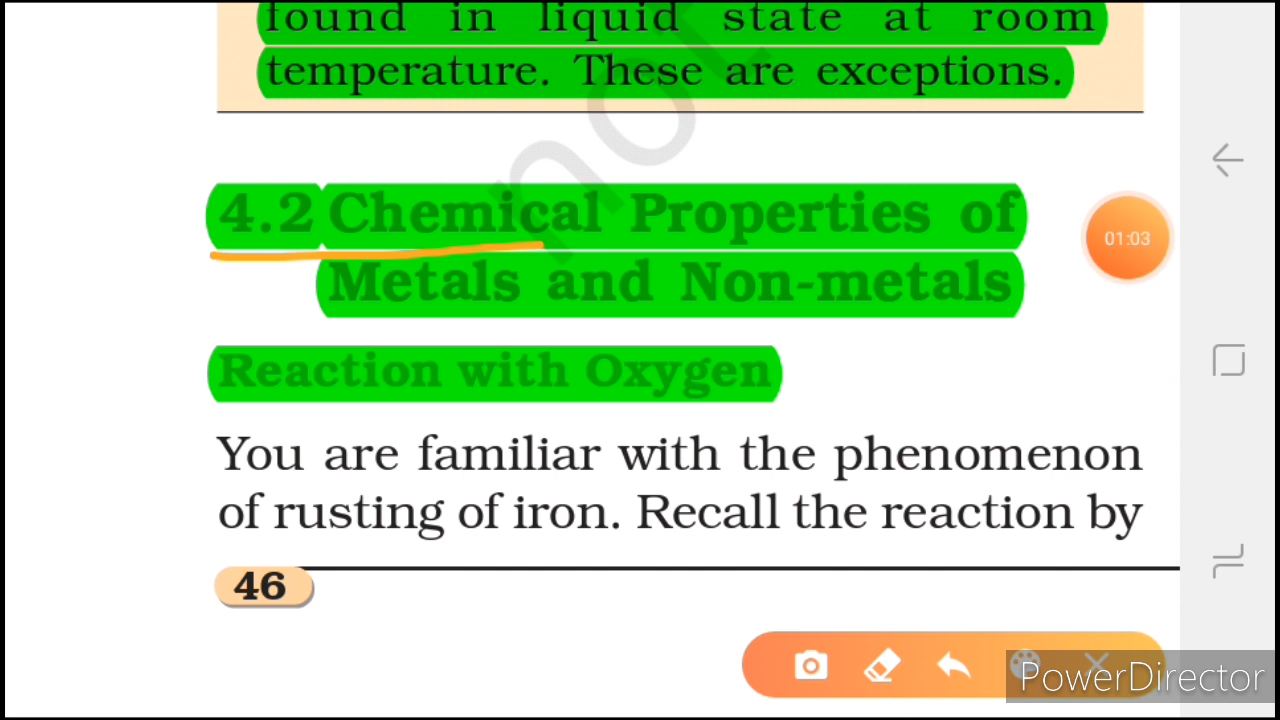 found in liquid state at room
temperature. These are exceptions.
not
4.2 Chemical Properties of
Metals and Non-metals
01:03
Reaction with Oxygen
You are familiar with the phenomenon
of rusting of iron. Recall the reaction by
46
PowerDirector